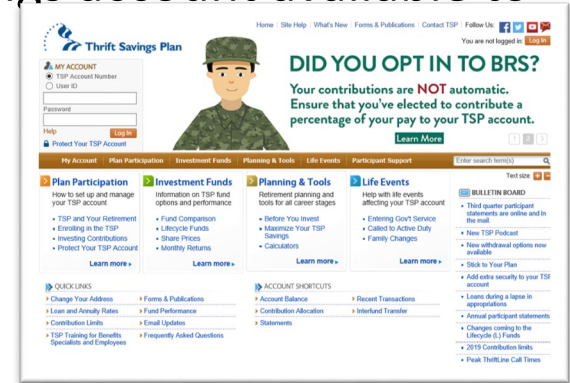 Home | Site Help | What's New | Forms & Publications | Contact TSP | Follow Us:
Thrift Savings Plan
You are not logged in: Log In
MY ACCOUNT
TSP Account Number
User ID
Password
Help Log In
Protect Your TSP Account
DID YOU OPT IN TO BRS?
Your contributions are NOT automatic.
Ensure that you've elected to contribute a
percentage of your pay to your TSP account.
Learn More
1 2 3
My Account | Plan Participation | Investment Funds | Planning & Tools | Life Events | Participant Support
Enter search term(s)
Text size
Plan Participation
How to set up and manage
your TSP account
• TSP and Your Retirement
• Enrolling in the TSP
• Investing Contributions
• Protect Your TSP Account
Learn more
Investment Funds
Information on TSP fund
options and performance
• Fund Comparison
• Lifecycle Funds
• Share Prices
• Monthly Returns
Learn more
Planning & Tools
Retirement planning and
tools for all career stages
• Before You Invest
• Maximize Your TSP
Savings
• Calculators
Learn more
Life Events
Help with life events
affecting your TSP account
• Entering Gov't Service
• Called to Active Duty
• Family Changes
Learn more
BULLETIN BOARD
• Third quarter participant
statements are online and in
the mail
• New TSP Podcast
• New withdrawal options now
available
• Stick to Your Plan
• Add extra security to your TSP
account
• Loans during a lapse in
appropriations
• Annual participant statements
• Changes coming to the
Lifecycle (L) Funds
• 2019 Contribution limits
• Peak ThriftLine Call Times
QUICK LINKS
Change Your Address
Loan and Annuity Rates
Contribution Limits
TSP Training for Benefits
Specialists and Employees
Forms & Publications
Fund Performance
Email Updates
Frequently Asked Questions
ACCOUNT SHORTCUTS
Account Balance
Contribution Allocation
Statements
Recent Transactions
Interfund Transfer